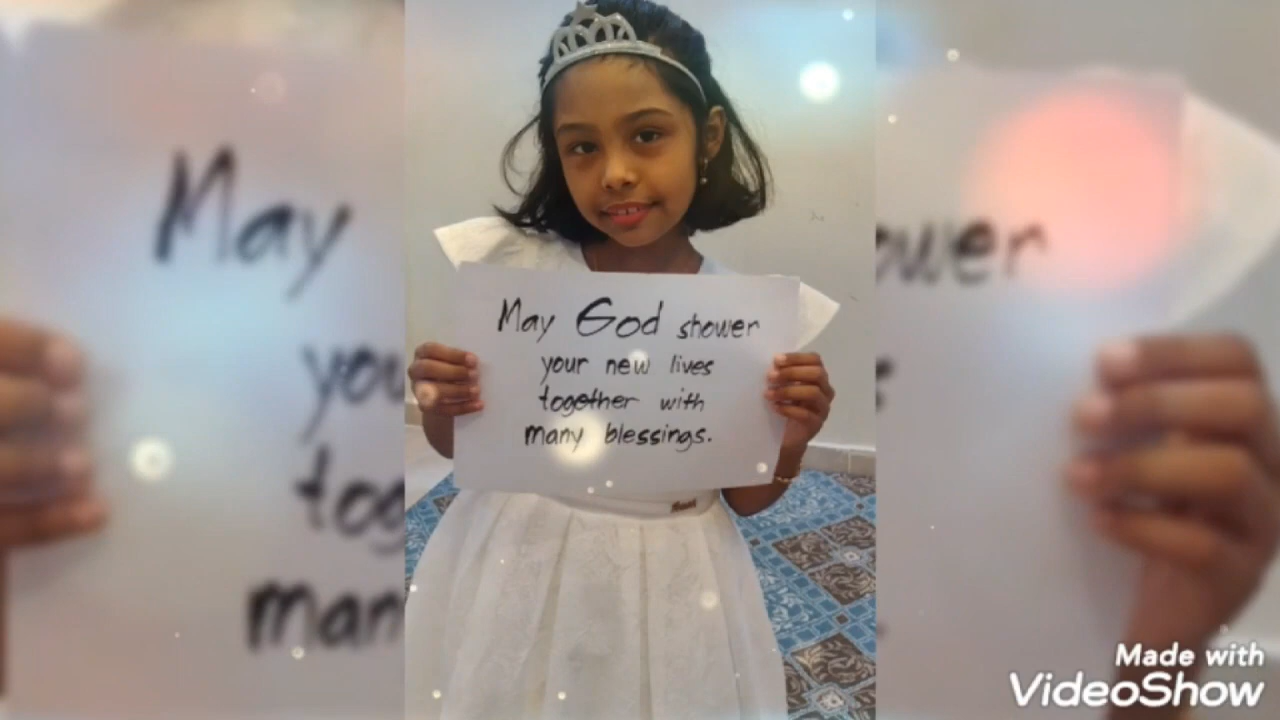 May God shower
your new lives
together with
many blessings.
May
you
tog
man
ower
Made with
VideoShow